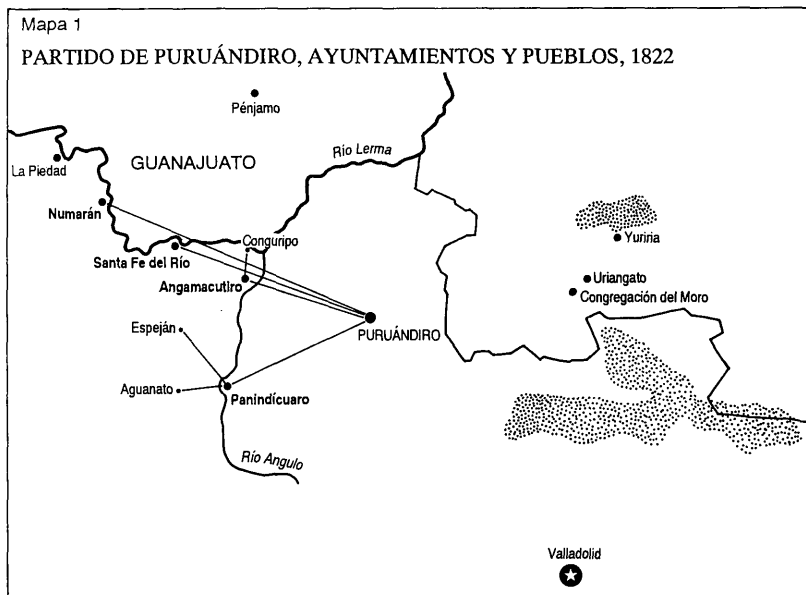 Mapa 1
PARTIDO DE PURUÁNDIRO, AYUNTAMIENTOS Y PUEBLOS, 1822
Pénjamo
Río Lerma
La Piedad
GUANAJUATO
Numarán
Conguripo
Yuriria
Santa Fe del Río
Angamacutiro
Uriangato
Congregación del Moro
Espeján
PURUÁNDIRO
Aguanato
Panindícuaro
Río Angulo
Valladolid